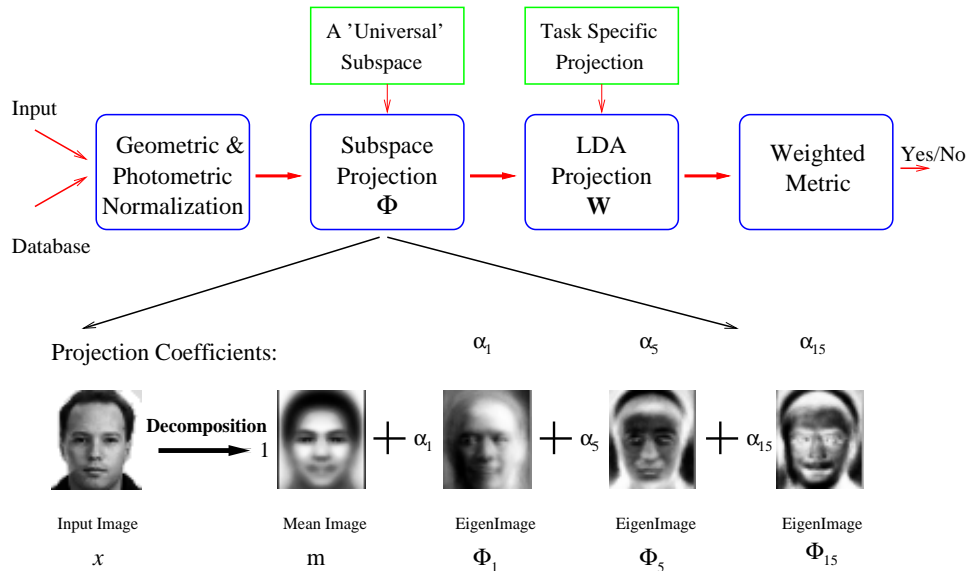 A ’Universal’
Subspace
Task Specific
Projection
Input
Database
Geometric &
Photometric
Normalization
Subspace
Projection
Φ
LDA
Projection
W
Weighted
Metric
Yes/No
Projection Coefficients:
α1
α5
α15
Decomposition
1
+ α1
+ α5
+ α15
Input Image
Mean Image
EigenImage
EigenImage
EigenImage
x
m
Φ1
Φ5
Φ15